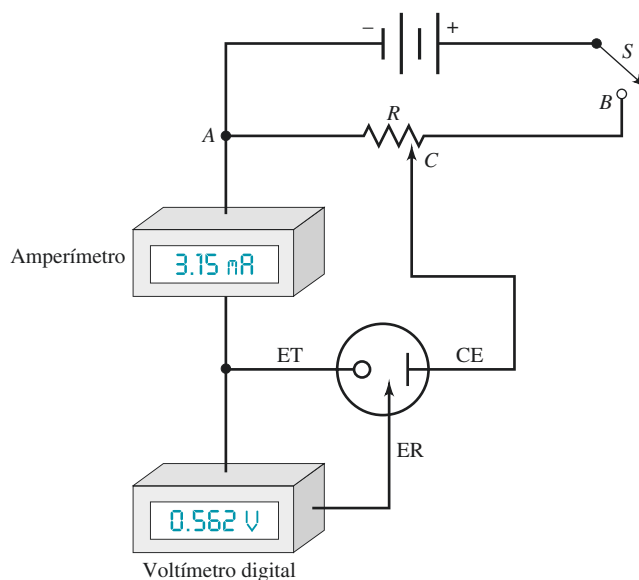 − +
S
B
R
A
C
Amperímetro
3.15 mA
ET
CE
ER
0.562 V
Voltímetro digital